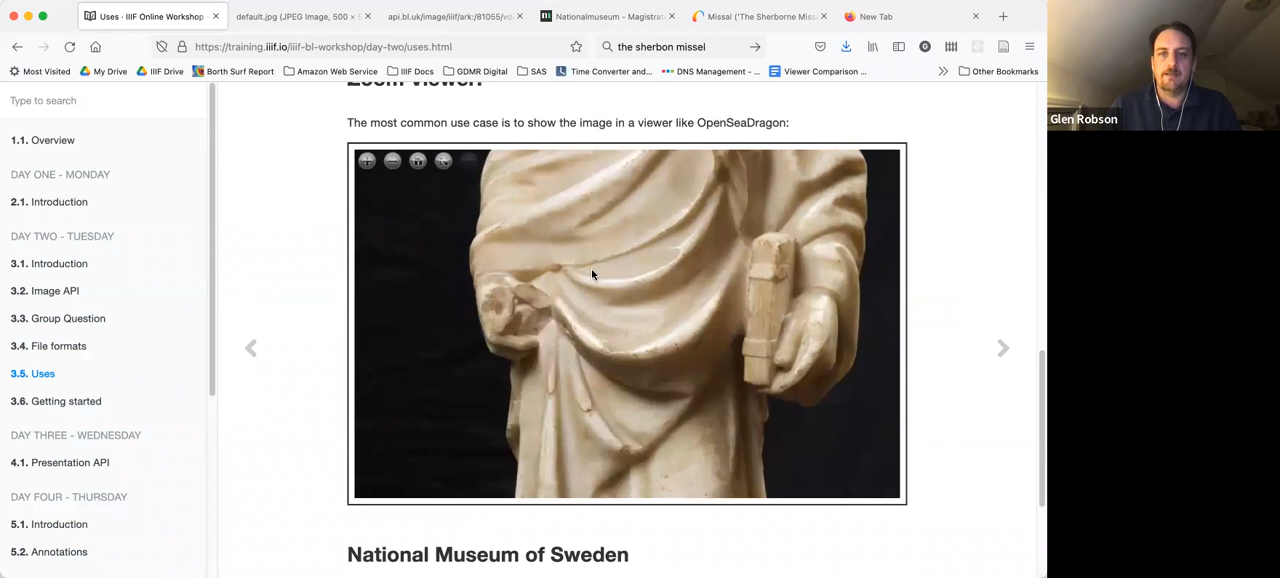 Uses · IIIF Online Workshop
default.jpg (JPEG Image, 500 ×
api.bl.uk/image/iiif/ark:/81055/vd
Nationalmuseum - Magistrat
Missal ('The Sherborne Miss
New Tab
https://training.iiif.io/iiif-bl-workshop/day-two/uses.html
the sherbon missel
Most Visited
My Drive
IIIF Drive
Borth Surf Report
Amazon Web Service
IIIF Docs
GDMR Digital
SAS
Time Converter and...
DNS Management - ...
Viewer Comparison ...
Other Bookmarks
Type to search
1.1. Overview
DAY ONE - MONDAY
2.1. Introduction
DAY TWO - TUESDAY
3.1. Introduction
3.2. Image API
3.3. Group Question
3.4. File formats
3.5. Uses
3.6. Getting started
DAY THREE - WEDNESDAY
4.1. Presentation API
DAY FOUR - THURSDAY
5.1. Introduction
5.2. Annotations
Zoom viewer:
The most common use case is to show the image in a viewer like OpenSeaDragon:
National Museum of Sweden
Glen Robson